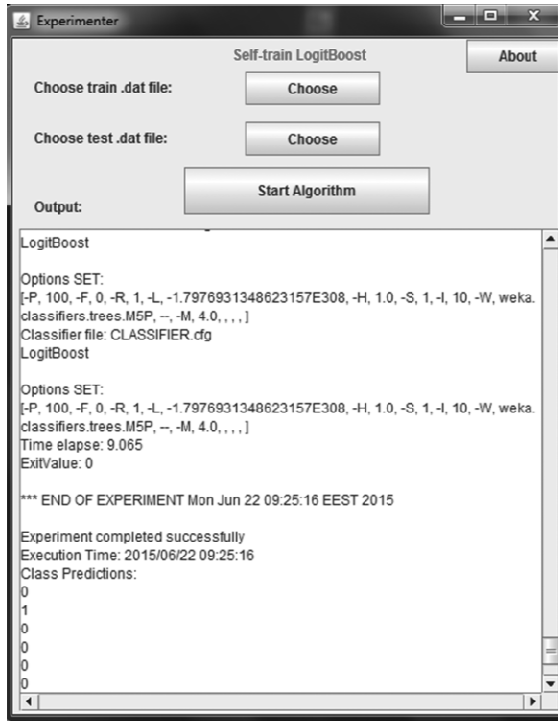 Experimenter
Self-train LogitBoost
About
Choose train .dat file:
Choose
Choose test .dat file:
Choose
Start Algorithm
Output:
LogitBoost
Options SET:
[-P, 100, -F, 0, -R, 1, -L, -1.7976931348623157E308, -H, 1.0, -S, 1, -I, 10, -W, weka.
classifiers.trees.M5P, --, -M, 4.0, , , , ]
Classifier file: CLASSIFIER.cfg
LogitBoost
Options SET:
[-P, 100, -F, 0, -R, 1, -L, -1.7976931348623157E308, -H, 1.0, -S, 1, -I, 10, -W, weka.
classifiers.trees.M5P, --, -M, 4.0, , , , ]
Time elapse: 9.065
ExitValue: 0
*** END OF EXPERIMENT Mon Jun 22 09:25:16 EEST 2015
Experiment completed successfully
Execution Time: 2015/06/22 09:25:16
Class Predictions:
0
1
0
0
0
0